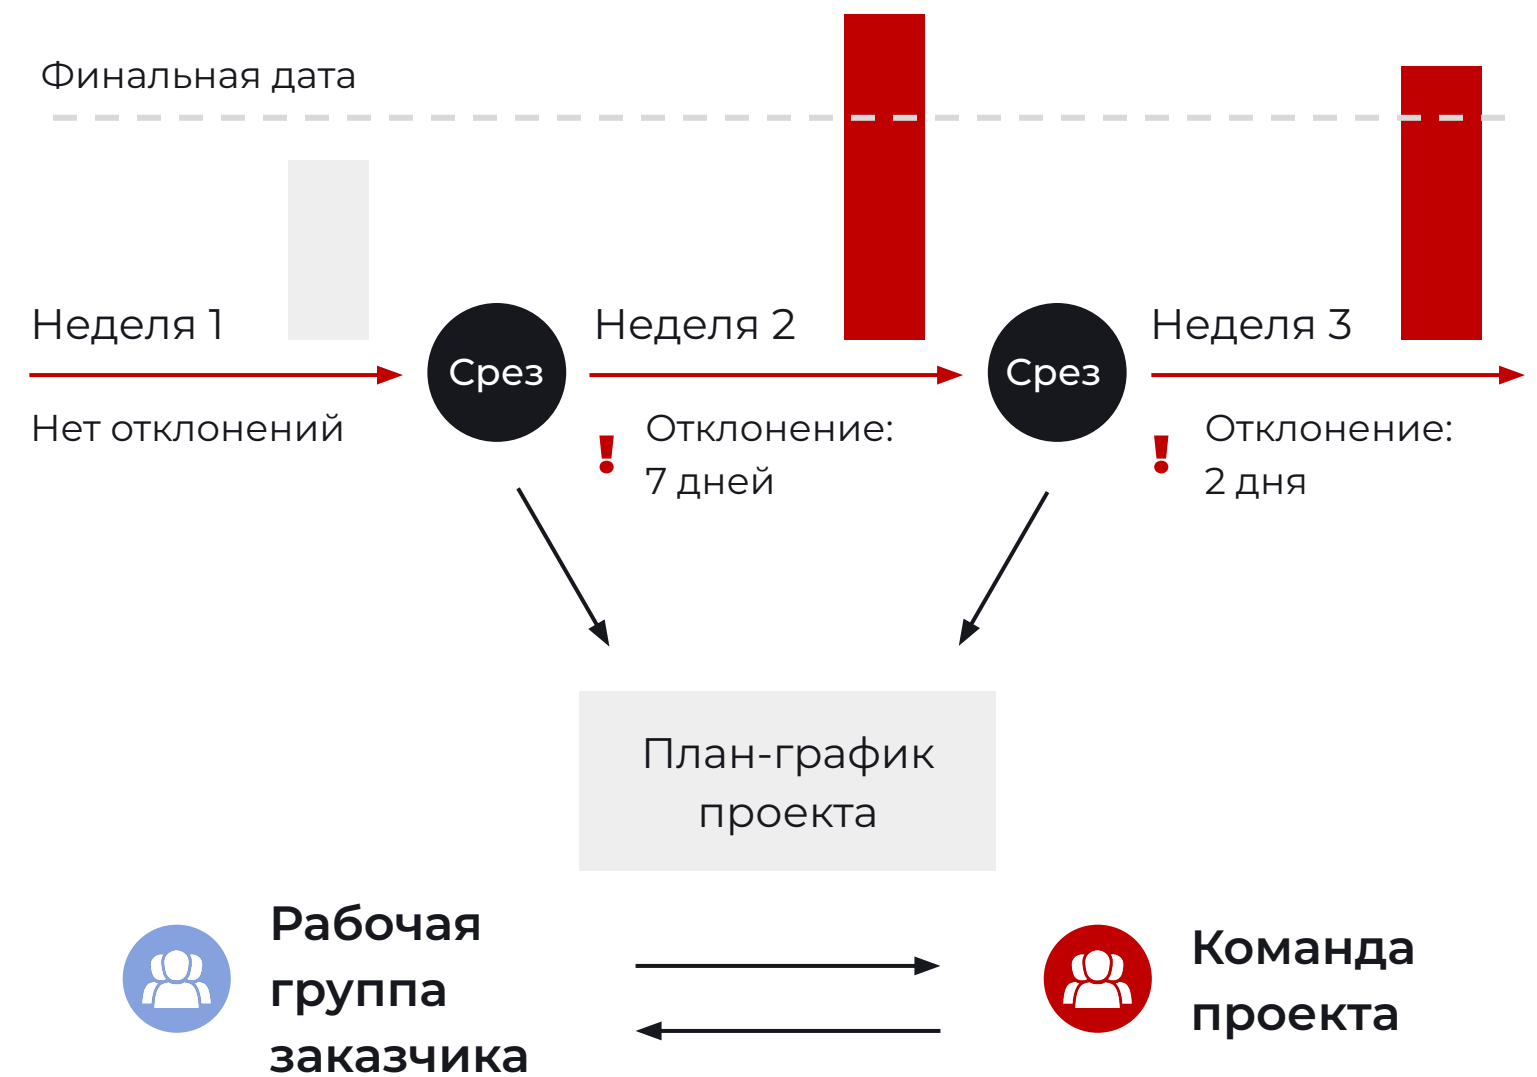 Финальная дата
Неделя 1
Срез
Неделя 2
Срез
Неделя 3
Нет отклонений
! Отклонение:
7 дней
! Отклонение:
2 дня
План-график
проекта
Рабочая
группа
заказчика
Команда
проекта